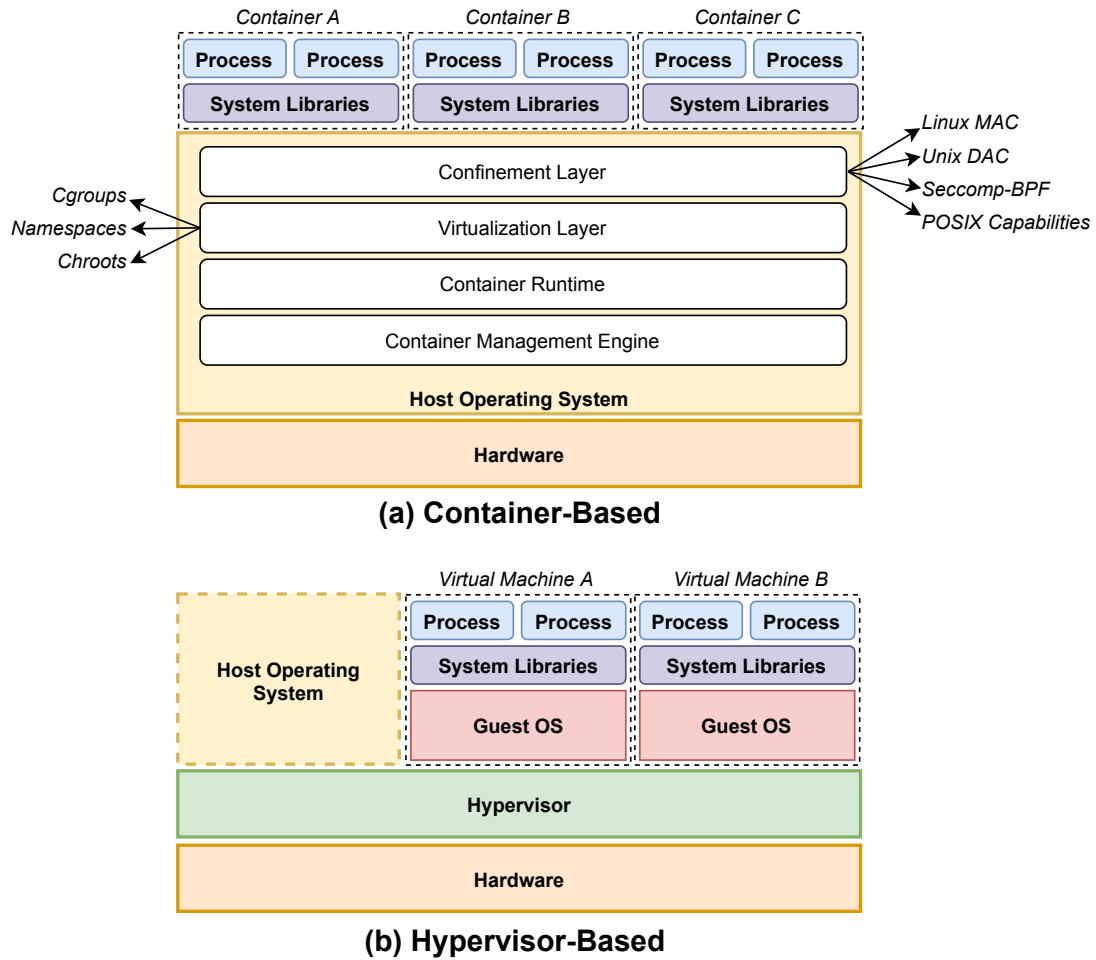 Container A
Container B
Container C
Process
Process
Process
Process
Process
Process
System Libraries
System Libraries
System Libraries
Linux MAC
Unix DAC
Seccomp-BPF
POSIX Capabilities
Confinement Layer
Cgroups
Namespaces
Chroots
Virtualization Layer
Container Runtime
Container Management Engine
Host Operating System
Hardware
(a) Container-Based
Virtual Machine A
Virtual Machine B
Process
Process
Process
Process
System Libraries
System Libraries
Host Operating
System
Guest OS
Guest OS
Hypervisor
Hardware
(b) Hypervisor-Based